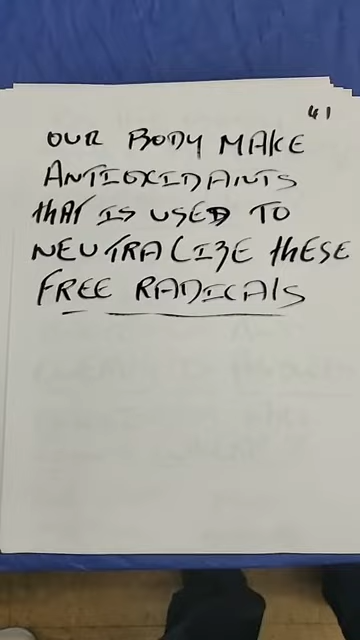 41
OUR BODY MAKE
ANTIOXIDANTS
THAT IS USED TO
NEUTRALIZE THESE
FREE RADICALS